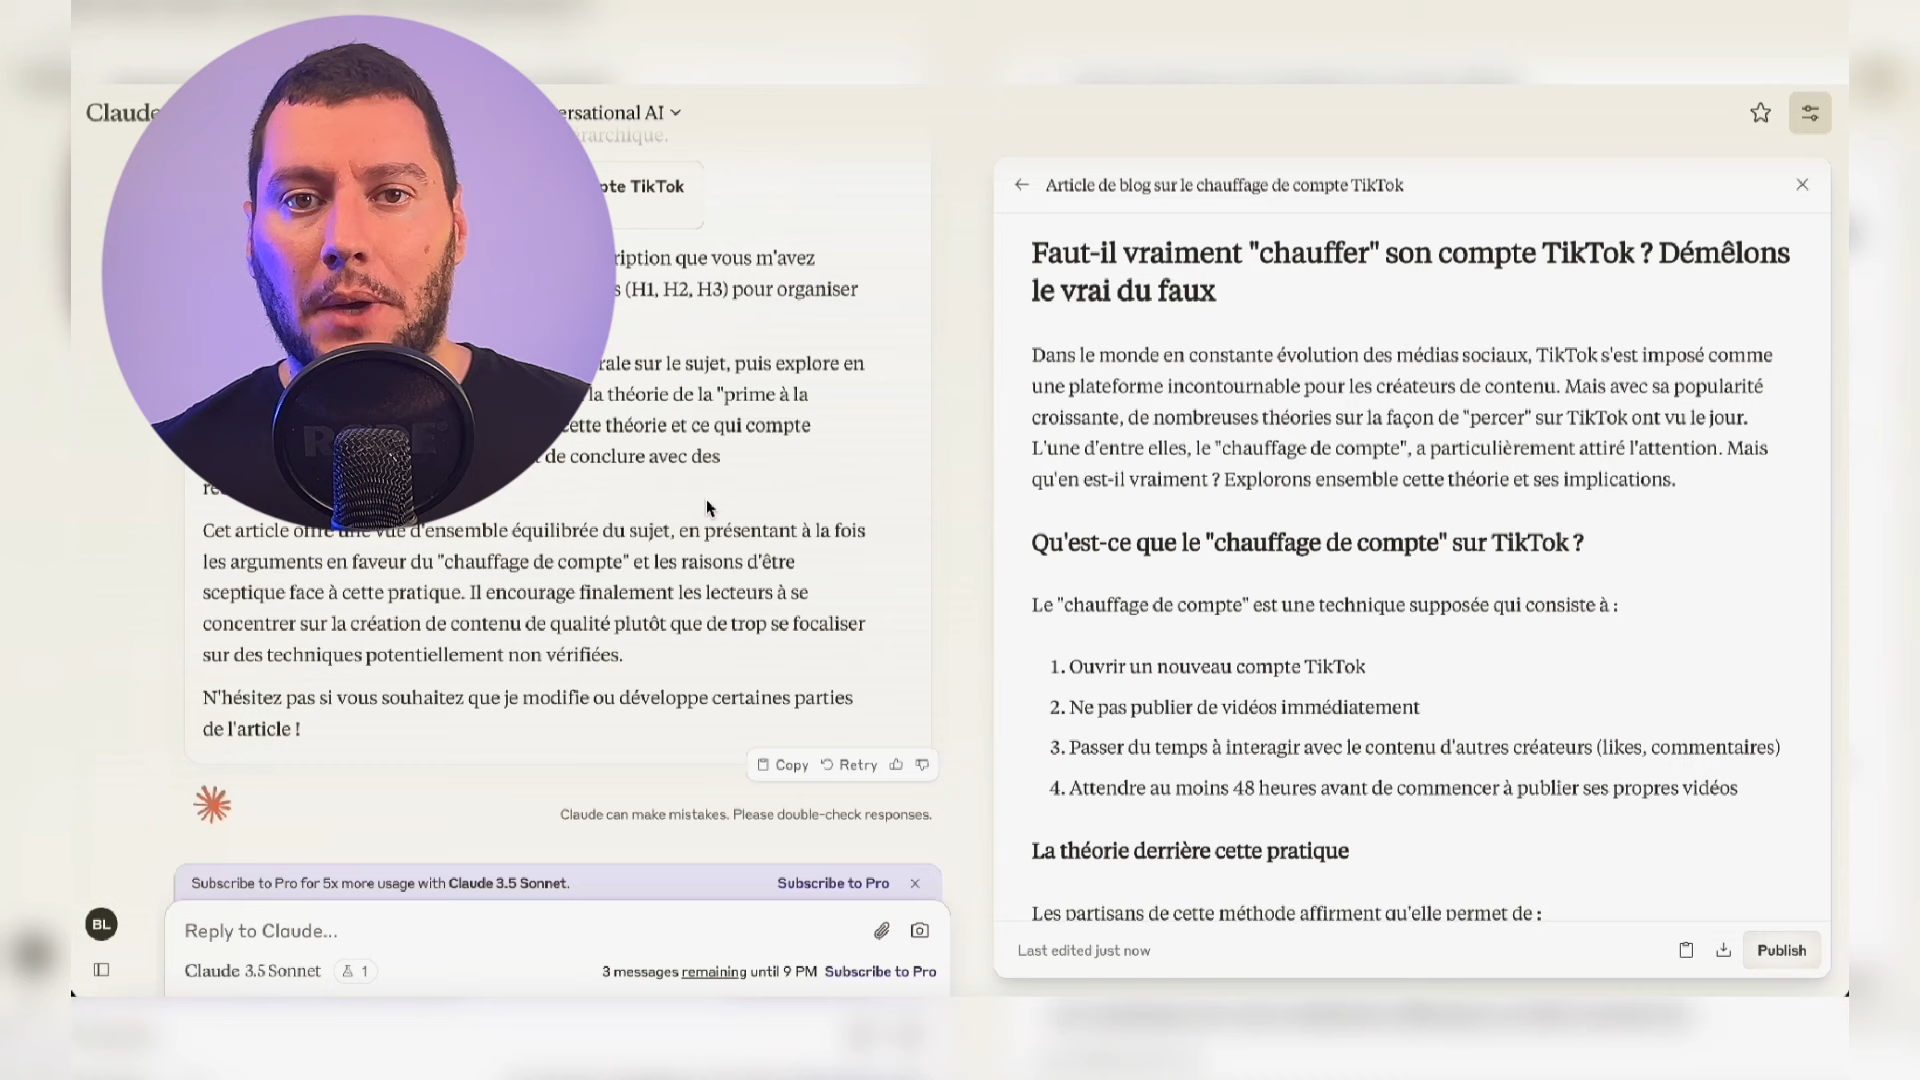 Claude
ersational AI
rarchique.
pte TikTok
ription que vous m'avez
s (H1, H2, H3) pour organiser
rale sur le sujet, puis explore en
la théorie de la "prime à la
cette théorie et ce qui compte
t de conclure avec des
Cet article offre une vue d'ensemble équilibrée du sujet, en présentant à la fois
les arguments en faveur du "chauffage de compte" et les raisons d'être
sceptique face à cette pratique. Il encourage finalement les lecteurs à se
concentrer sur la création de contenu de qualité plutôt que de trop se focaliser
sur des techniques potentiellement non vérifiées.
N'hésitez pas si vous souhaitez que je modifie ou développe certaines parties
de l'article !
Copy Retry
Claude can make mistakes. Please double-check responses.
Subscribe to Pro for 5x more usage with Claude 3.5 Sonnet. Subscribe to Pro
BL
Reply to Claude...
Claude 3.5 Sonnet 1 3 messages remaining until 9 PM Subscribe to Pro
Article de blog sur le chauffage de compte TikTok
Faut-il vraiment "chauffer" son compte TikTok ? Démêlons
le vrai du faux
Dans le monde en constante évolution des médias sociaux, TikTok s'est imposé comme
une plateforme incontournable pour les créateurs de contenu. Mais avec sa popularité
croissante, de nombreuses théories sur la façon de "percer" sur TikTok ont vu le jour.
L'une d'entre elles, le "chauffage de compte", a particulièrement attiré l'attention. Mais
qu'en est-il vraiment ? Explorons ensemble cette théorie et ses implications.
Qu'est-ce que le "chauffage de compte" sur TikTok ?
Le "chauffage de compte" est une technique supposée qui consiste à :
1. Ouvrir un nouveau compte TikTok
2. Ne pas publier de vidéos immédiatement
3. Passer du temps à interagir avec le contenu d'autres créateurs (likes, commentaires)
4. Attendre au moins 48 heures avant de commencer à publier ses propres vidéos
La théorie derrière cette pratique
Les partisans de cette méthode affirment qu'elle permet de :
Last edited just now
Publish